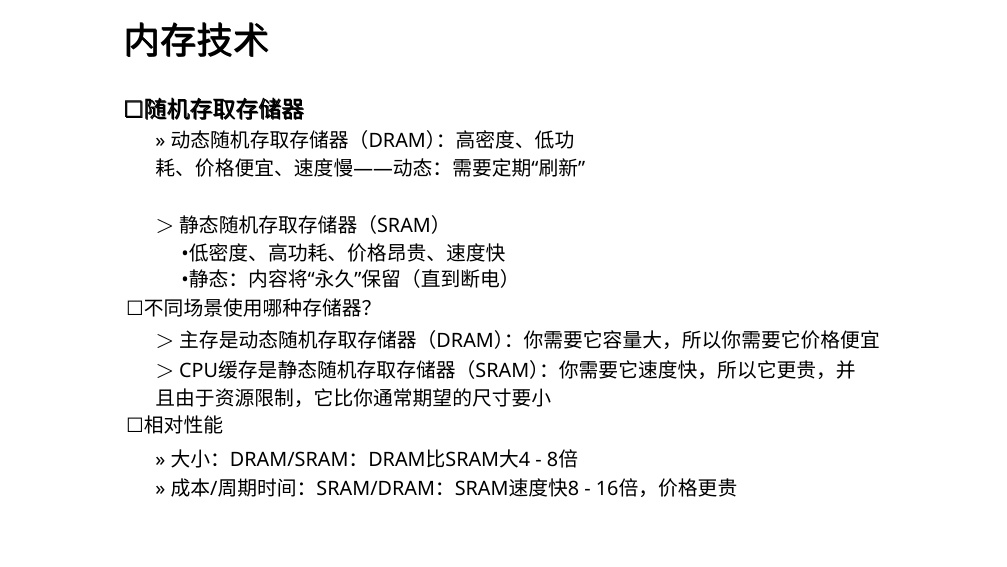 内存技术
☐随机存取存储器
» 动态随机存取存储器（DRAM）：高密度、低功
耗、价格便宜、速度慢——动态：需要定期“刷新”
＞ 静态随机存取存储器（SRAM）
•低密度、高功耗、价格昂贵、速度快
•静态：内容将“永久”保留（直到断电）
☐不同场景使用哪种存储器？
＞ 主存是动态随机存取存储器（DRAM）：你需要它容量大，所以你需要它价格便宜
＞ CPU缓存是静态随机存取存储器（SRAM）：你需要它速度快，所以它更贵，并
且由于资源限制，它比你通常期望的尺寸要小
☐相对性能
» 大小：DRAM/SRAM：DRAM比SRAM大4 - 8倍
» 成本/周期时间：SRAM/DRAM：SRAM速度快8 - 16倍，价格更贵